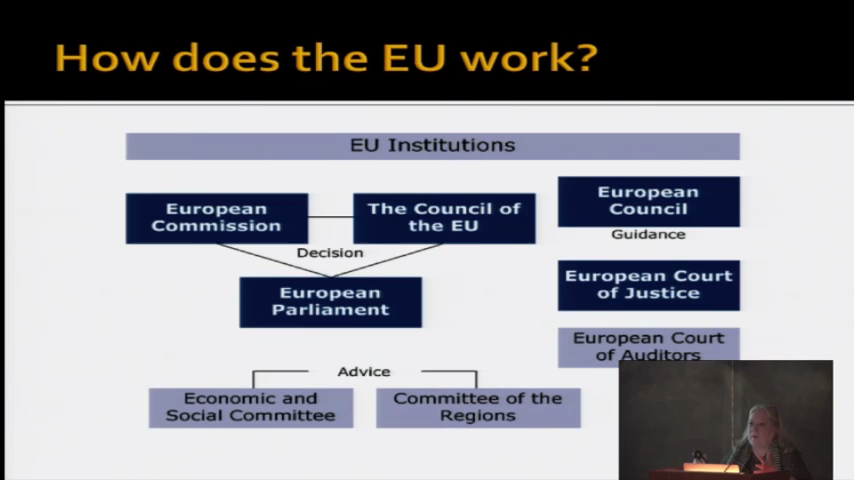 How does the EU work?
EU Institutions
European
Commission
The Council of
the EU
Decision
European
Parliament
European
Council
Guidance
European Court
of Justice
European Court
of Auditors
Advice
Economic and
Social Committee
Committee of the
Regions